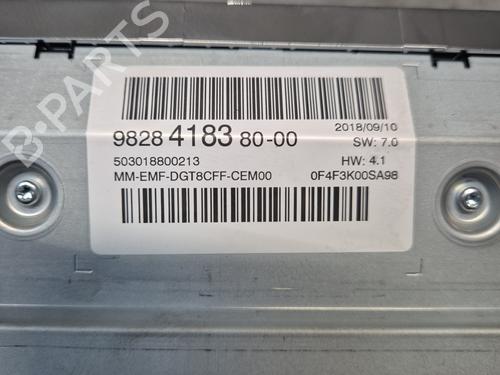 B-PARTS
9828 4183 80-00
2018/09/10
SW: 7.0
503018800213
HW: 4.1
MM-EMF-DGT8CFF-CEM00
0F4F3K00SA98